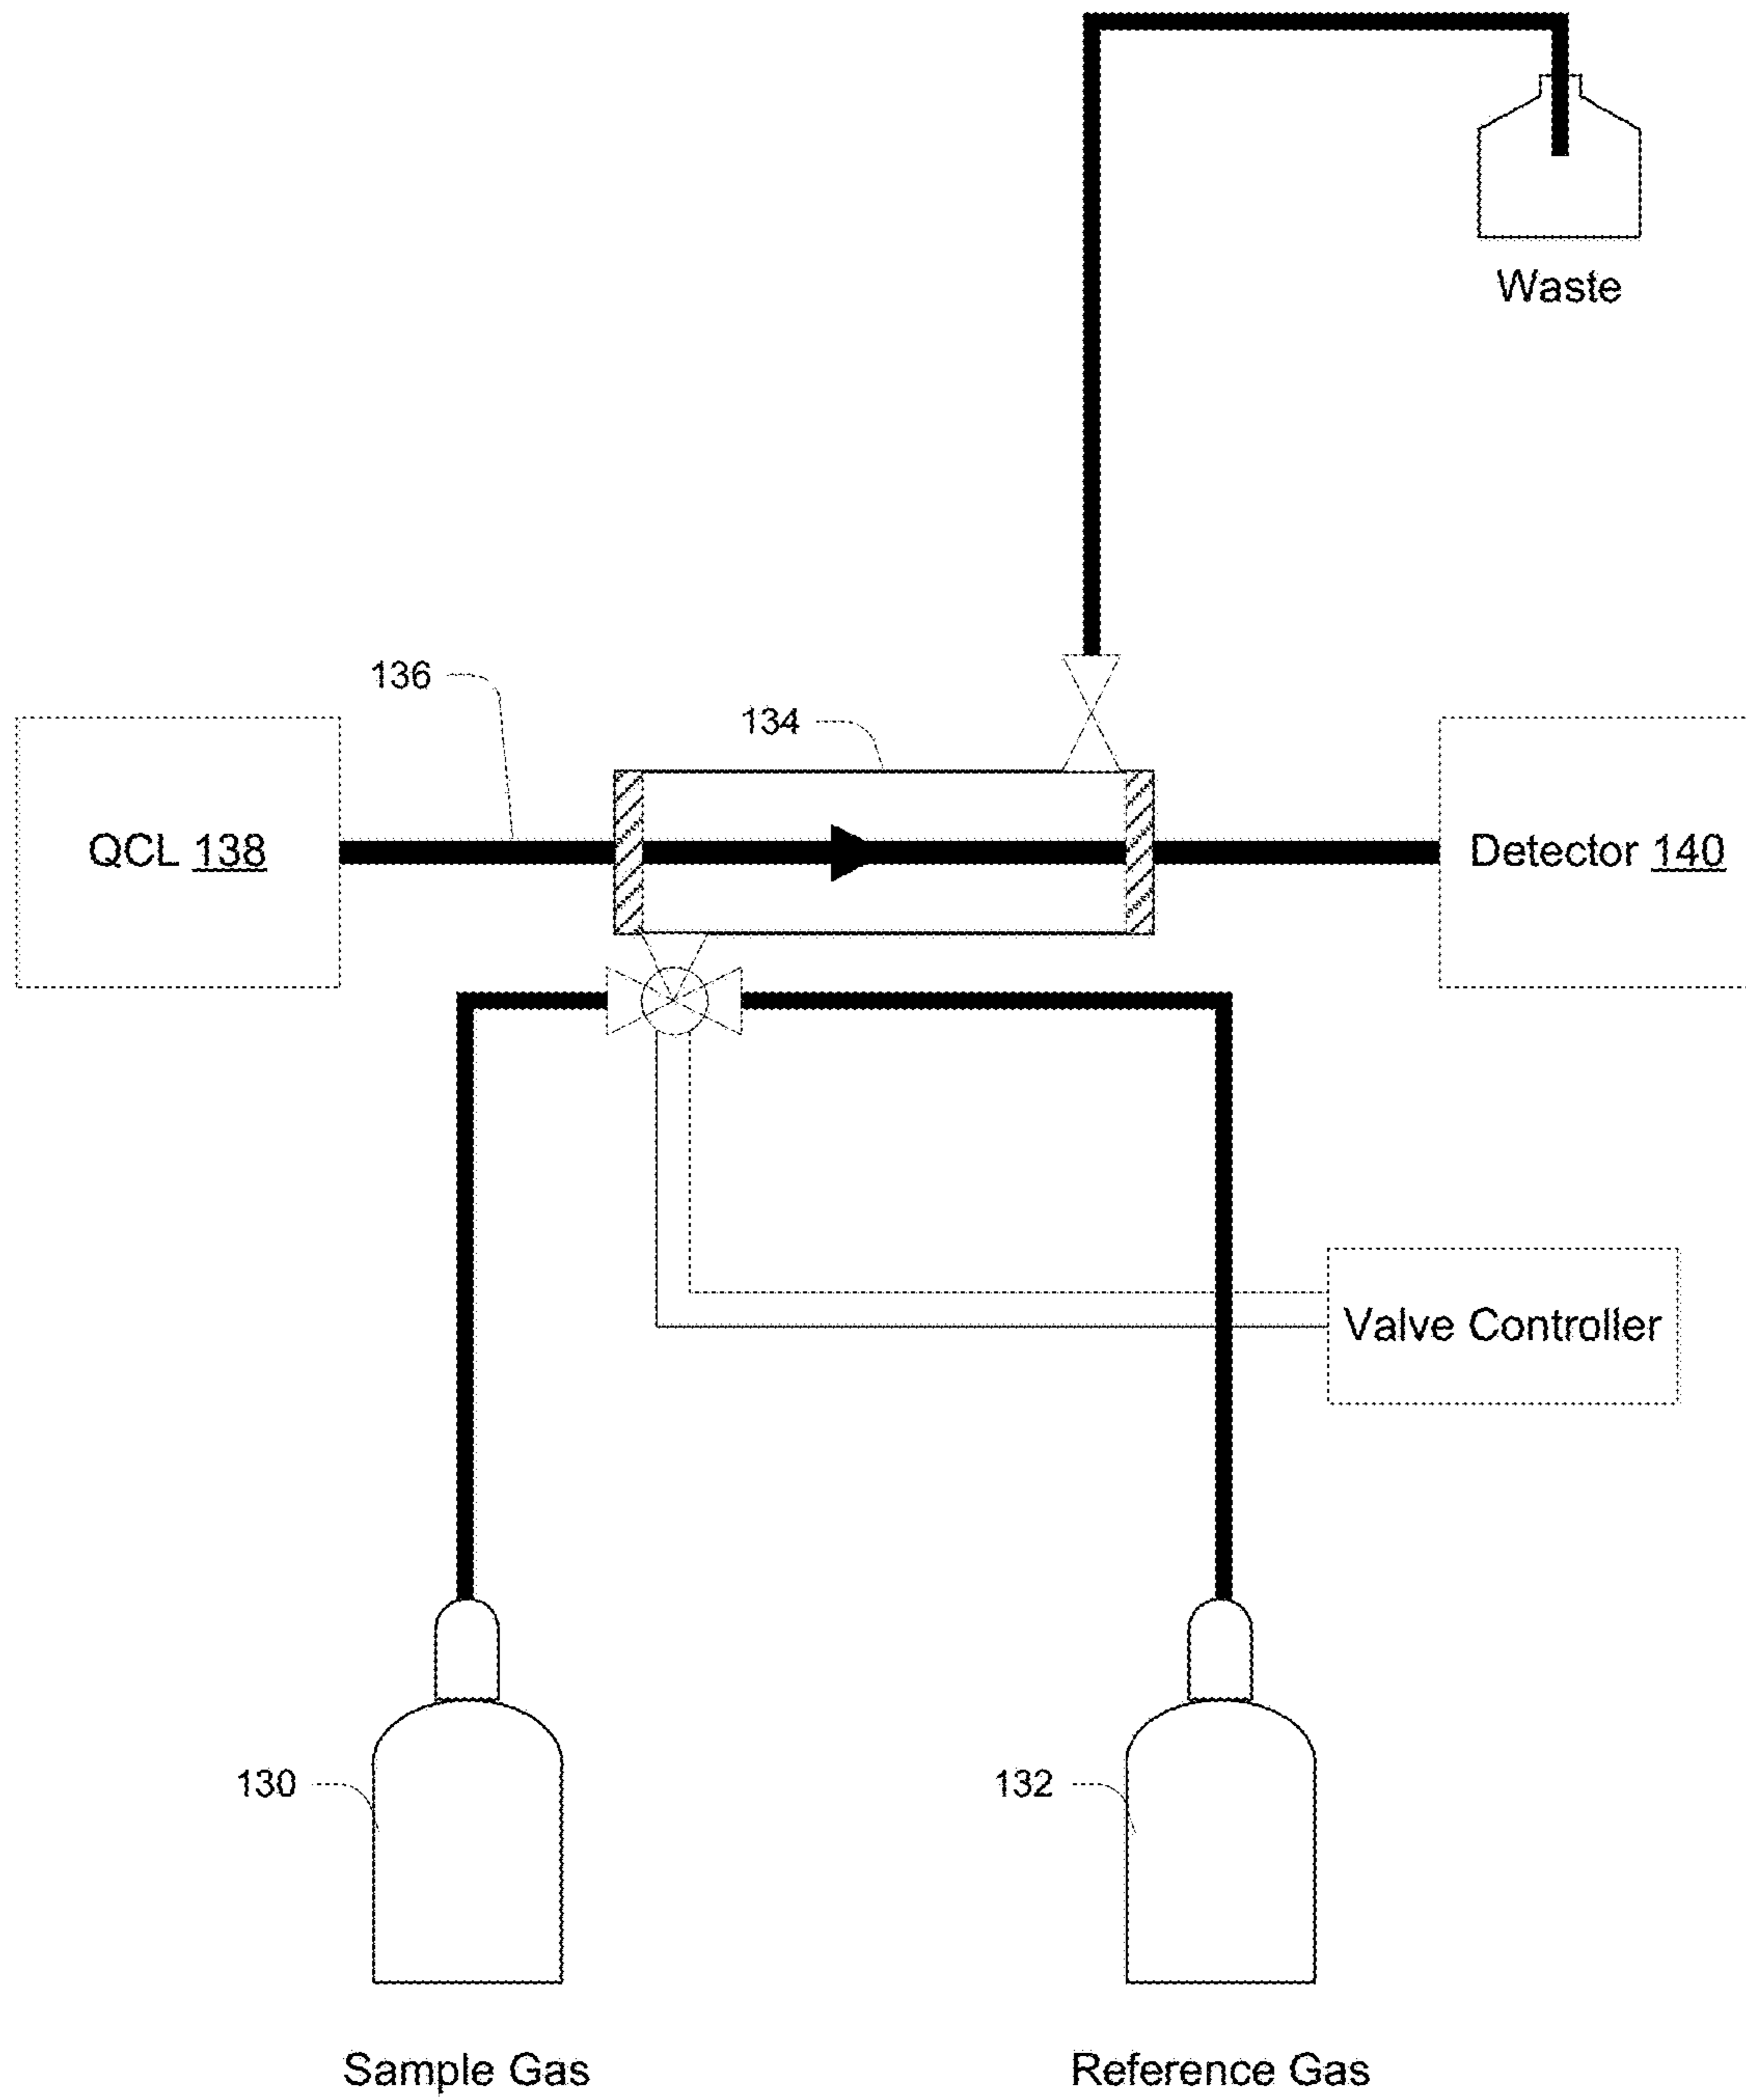 Waste
136
134
QCL 138
Detector 140
Valve Controller
130
132
Sample Gas
Reference Gas